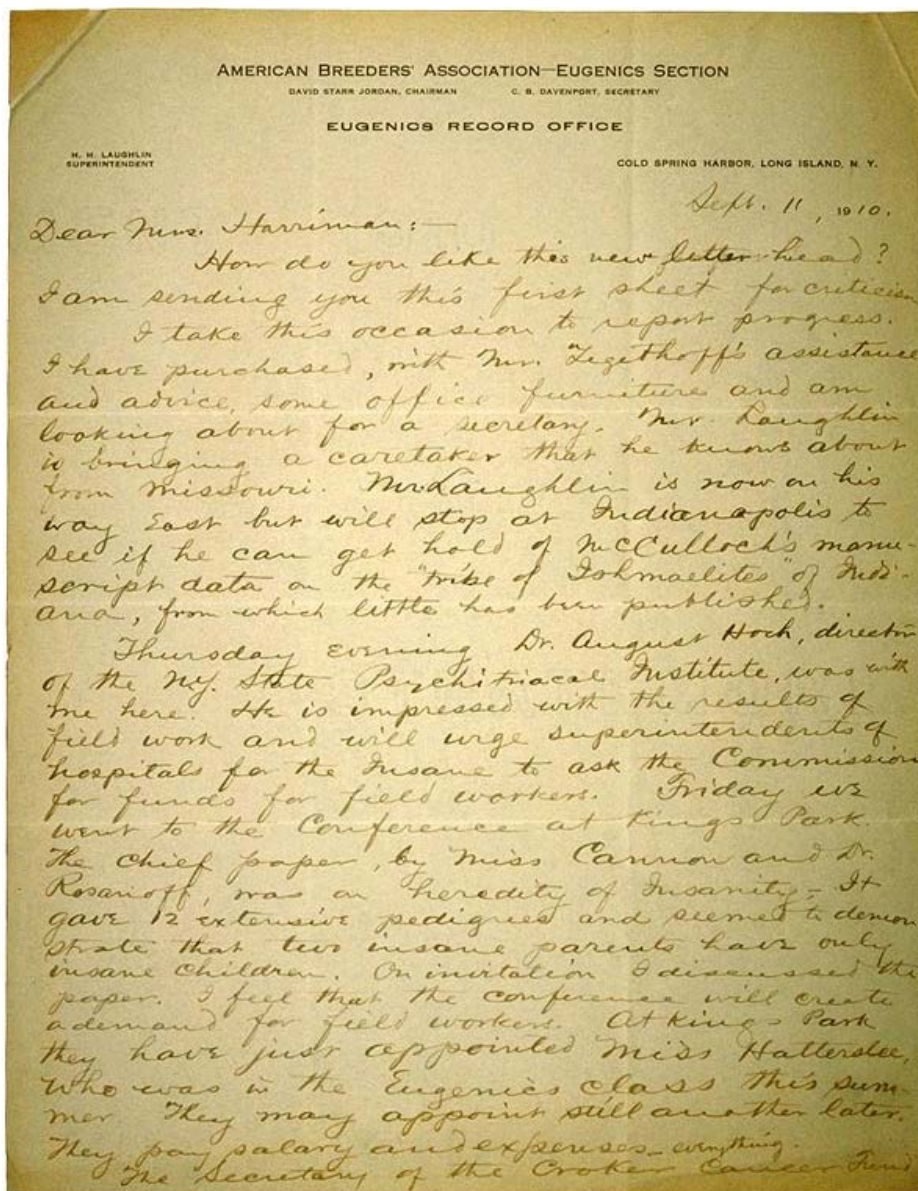 AMERICAN BREEDERS' ASSOCIATION—EUGENICS SECTION
DAVID STARR JORDAN, CHAIRMAN C. B. DAVENPORT, SECRETARY
EUGENICS RECORD OFFICE
H. H. LAUGHLIN
SUPERINTENDENT
COLD SPRING HARBOR, LONG ISLAND, N. Y.
Sept. 11, 1910.
Dear Mrs. Harriman:—
How do you like this new letter head?
I am sending you this first sheet for criticism
I take this occasion to report progress.
I have purchased, with Mr. Tegethoff's assistance
and advice, some office furniture and am
looking about for a secretary. Mr. Laughlin
is bringing a caretaker that he knows about
from Missouri. Mr Laughlin is now on his
way East but will stop at Indianapolis to
see if he can get hold of McCulloch's manu-
script data on the "tribe of Ishmaelites" of Indi-
ana, from which little has been published.
Thursday evening Dr. August Hoch, director
of the N.Y. State Psychitriacal Institute, was with
me here. He is impressed with the results of
field work and will urge superintendents of
hospitals for the Insane to ask the Commission
for funds for field workers. Friday we
went to the Conference at Kings Park.
The chief paper, by Miss Cannon and Dr.
Rosanoff, was on heredity of Insanity – It
gave 12 extensive pedigrees and seemed to demon
strate that two insane parents have only
insane children. On invitation I discussed the
paper. I feel that the conference will create
a demand for field workers. At Kings Park
they have just appointed Miss Hatterslee,
who was in the Eugenics class this sum-
mer They may appoint still another later.
They pay salary and expenses – everything.
The Secretary of the Croker Cancer Fund